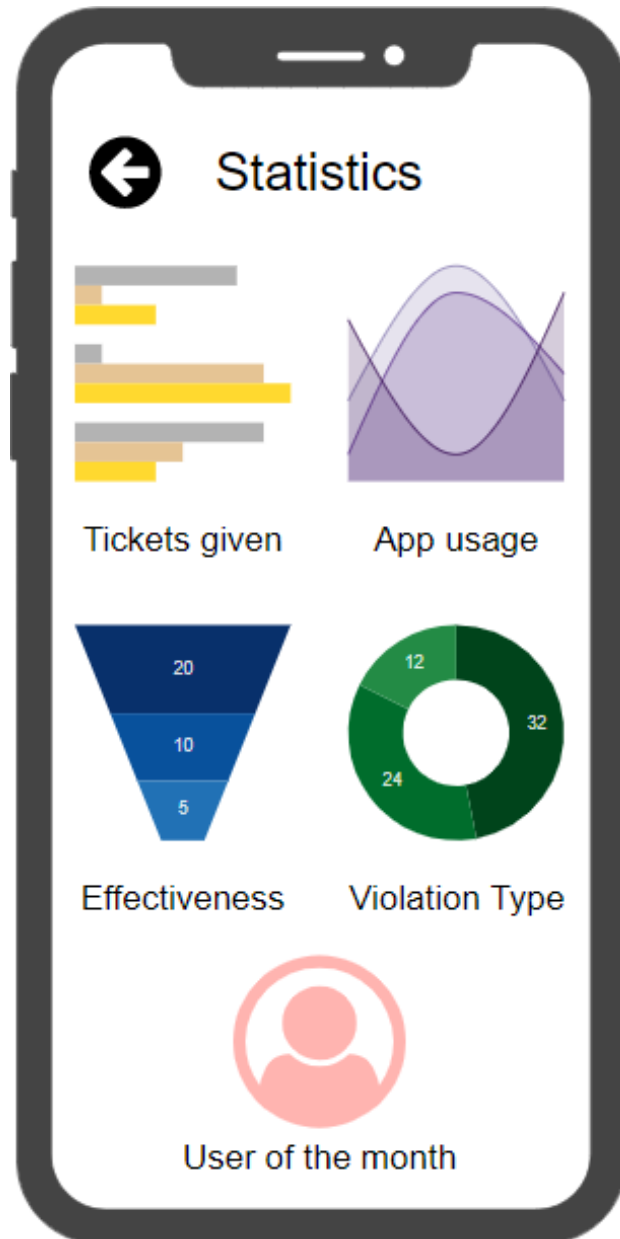 Statistics
Tickets given
App usage
20
10
5
12
32
24
Effectiveness
Violation Type
User of the month